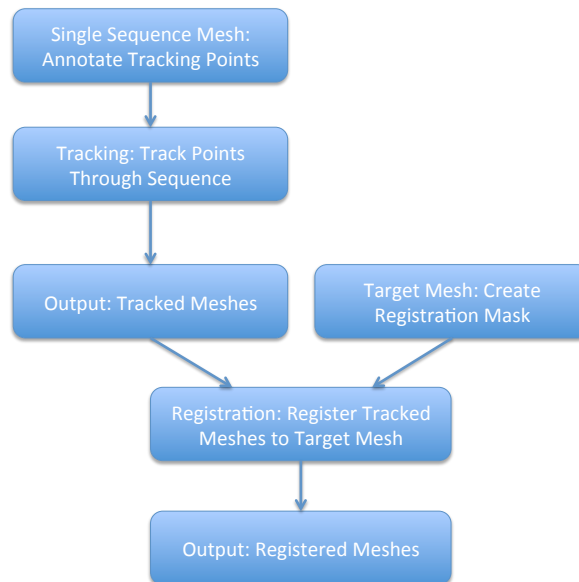 Single Sequence Mesh:
Annotate Tracking Points
Tracking: Track Points
Through Sequence
Output: Tracked Meshes
Target Mesh: Create
Registration Mask
Registration: Register Tracked
Meshes to Target Mesh
Output: Registered Meshes